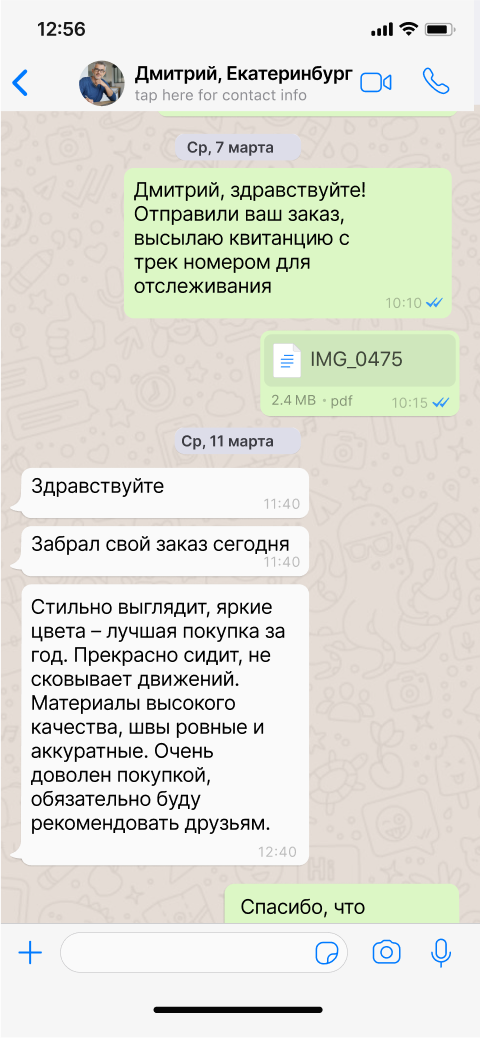 12:56
Дмитрий, Екатеринбург
tap here for contact info
Ср, 7 марта
Дмитрий, здравствуйте!
Отправили ваш заказ,
высылаю квитанцию с
трек номером для
отслеживания
10:10
IMG_0475
2.4 MB • pdf
10:15
Ср, 11 марта
Здравствуйте
11:40
Забрал свой заказ сегодня
11:40
Стильно выглядит, яркие
цвета – лучшая покупка за
год. Прекрасно сидит, не
сковывает движений.
Материалы высокого
качества, швы ровные и
аккуратные. Очень
доволен покупкой,
обязательно буду
рекомендовать друзьям.
12:40
Спасибо, что